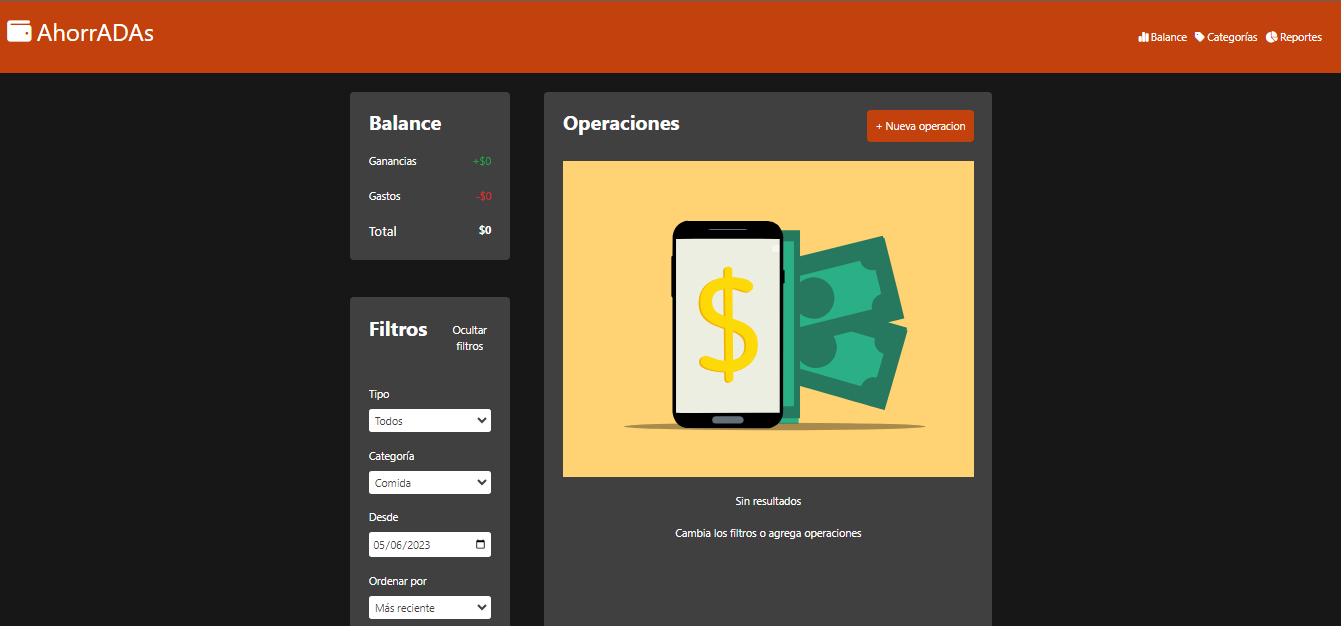 AhorrADAs
Balance
Categorías
Reportes
Balance
Ganancias +$0
Gastos -$0
Total $0
Filtros
Ocultar
filtros
Tipo
Todos
Categoría
Comida
Desde
05/06/2023
Ordenar por
Más reciente
Operaciones
+ Nueva operacion
$
Sin resultados
Cambia los filtros o agrega operaciones